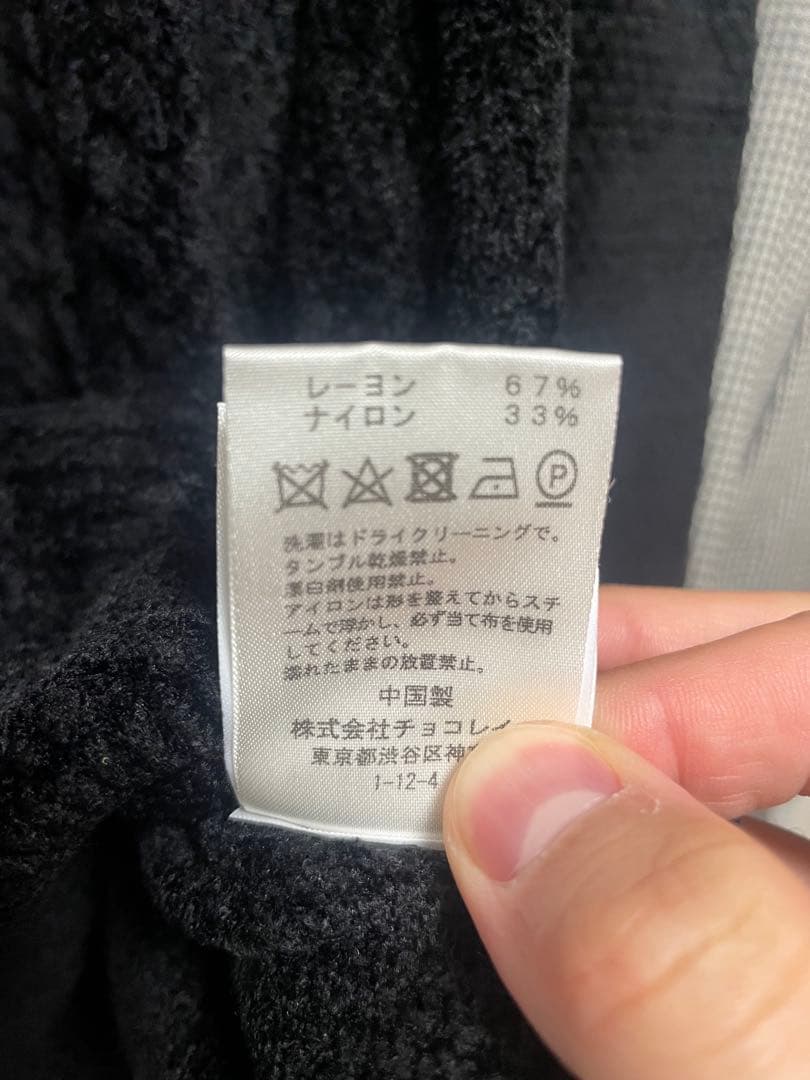 レーヨン 67%
ナイロン 33%
P
洗濯はドライクリーニングで。
タンブル乾燥禁止。
漂白剤使用禁止。
アイロンは形を整えてからスチ
ームで浮かし、必ず当て布を使用
してください。
濡れたままの放置禁止。
中国製
株式会社チョコレイ
東京都渋谷区神
1-12-4